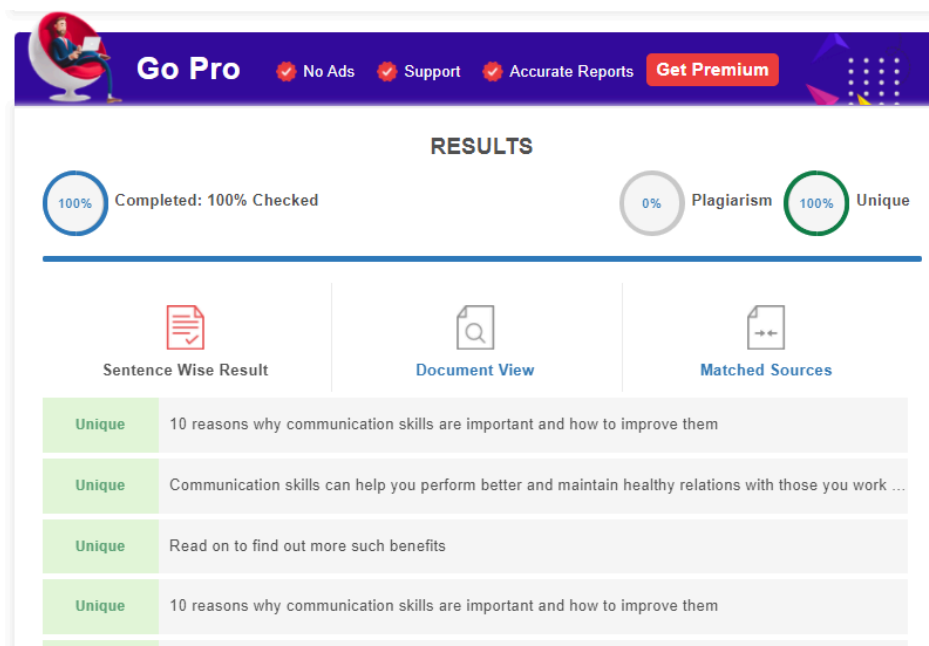 Go Pro No Ads Support Accurate Reports Get Premium
RESULTS
100% Completed: 100% Checked 0% Plagiarism 100% Unique
Sentence Wise Result Document View Matched Sources
Unique 10 reasons why communication skills are important and how to improve them
Unique Communication skills can help you perform better and maintain healthy relations with those you work ...
Unique Read on to find out more such benefits
Unique 10 reasons why communication skills are important and how to improve them